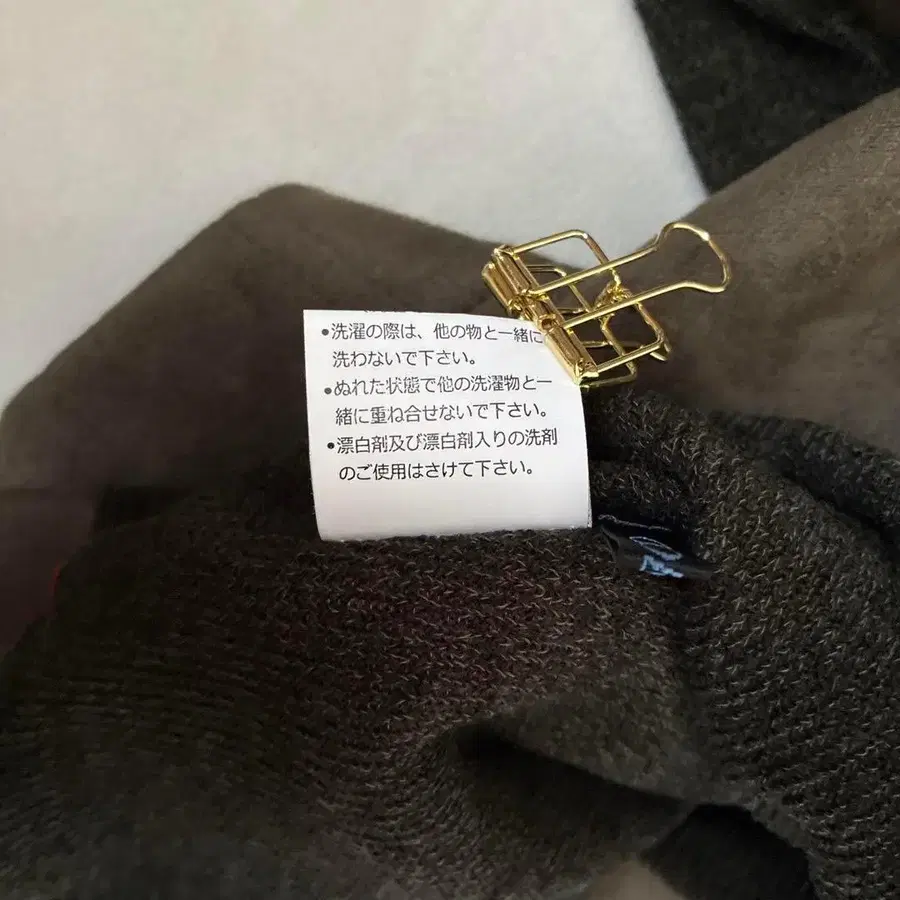 •洗濯の際は、他の物と一緒に
洗わないで下さい。
•ぬれた状態で他の洗濯物と一
緒に重ね合せないで下さい。
•漂白剤及び漂白剤入りの洗剤
のご使用はさけて下さい。